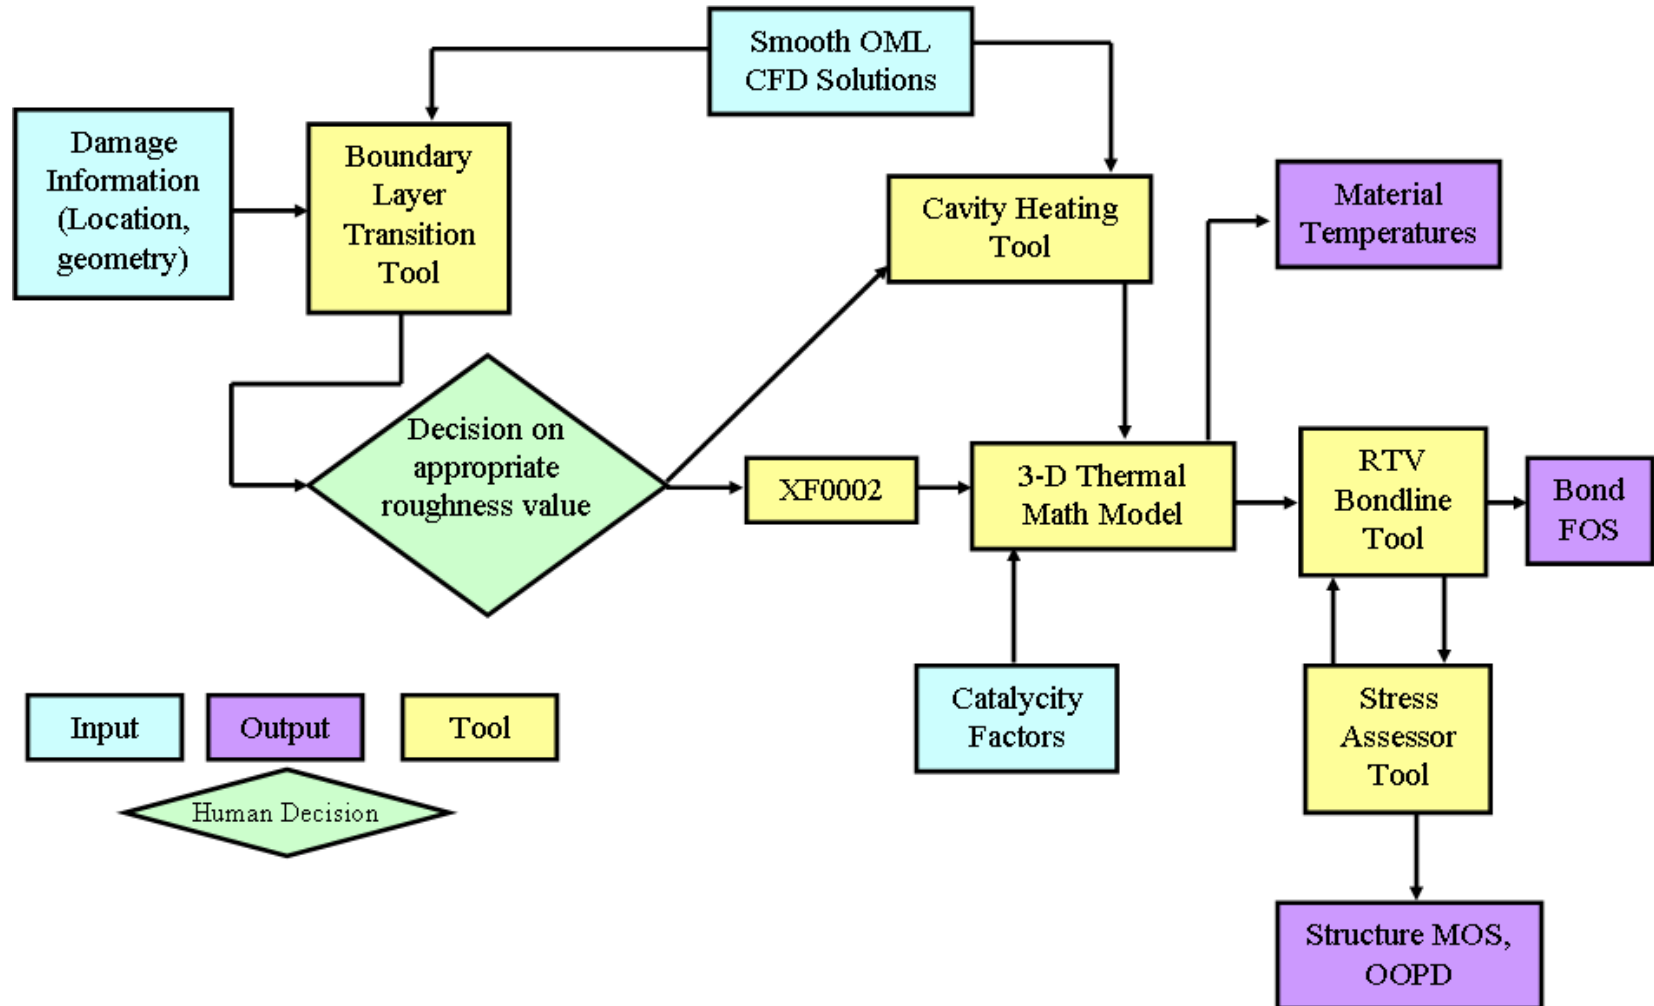 Smooth OML
CFD Solutions
Damage
Information
(Location,
geometry)
Boundary
Layer
Transition
Tool
Cavity Heating
Tool
Material
Temperatures
Decision on
appropriate
roughness value
XF0002
3-D Thermal
Math Model
RTV
Bondline
Tool
Bond
FOS
Catalycity
Factors
Stress
Assessor
Tool
Structure MOS,
OOPD
Input
Output
Tool
Human Decision